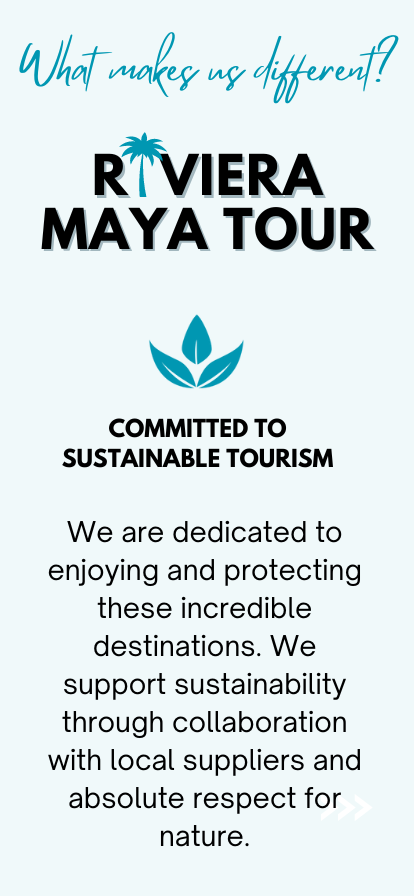 What makes us different?
RIVIERA
MAYA TOUR
COMMITTED TO
SUSTAINABLE TOURISM
We are dedicated to
enjoying and protecting
these incredible
destinations. We
support sustainability
through collaboration
with local suppliers and
absolute respect for
nature.